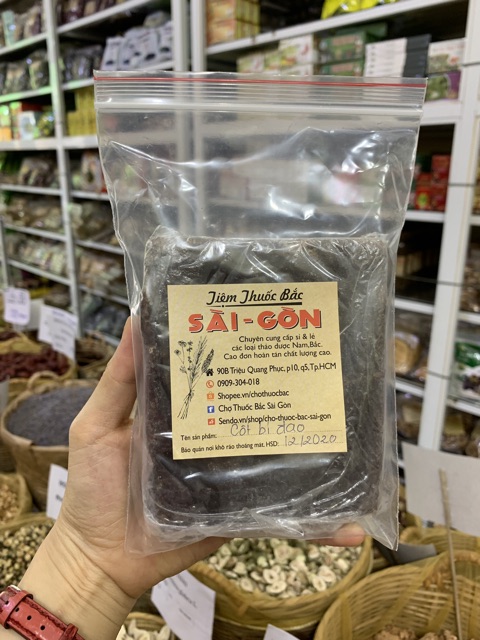 Tiệm Thuốc Bắc
SÀI-GÒN
Chuyên cung cấp sỉ & lẻ
các loại thảo dược Nam, Bắc.
Cao đơn hoàn tán chất lượng cao.
90B Triệu Quang Phục, p10, q5, Tp.HCM
0909-304-018
Shopee.vn/chothuocbac
Chợ Thuốc Bắc Sài Gòn
Sendo.vn/shop/cho-thuoc-bac-sai-gon
Tên sản phẩm: Cốt bí đao
Bảo quản nơi khô ráo thoáng mát. HSD: 12/2020